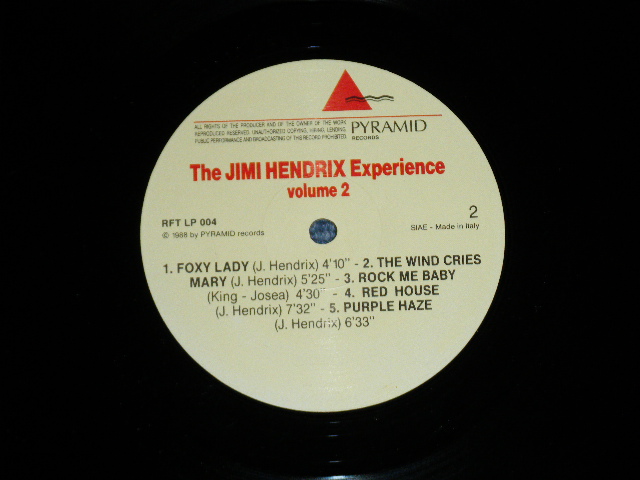 ALL RIGHTS OF THE PRODUCER AND OF THE OWNER OF THE WORK
REPRODUCED RESERVED. UNAUTHORIZED COPYING, HIRING, LENDING,
PUBLIC PERFORMANCE AND BROADCASTING OF THIS RECORD PROHIBITED.
PYRAMID
RECORDS
The JIMI HENDRIX Experience
volume 2
RFT LP 004
© 1988 by PYRAMID records
2
SIAE - Made in Italy
1. FOXY LADY (J. Hendrix) 4'10" - 2. THE WIND CRIES
MARY (J. Hendrix) 5'25" - 3. ROCK ME BABY
(King - Josea) 4'30" - 4. RED HOUSE
(J. Hendrix) 7'32" - 5. PURPLE HAZE
(J. Hendrix) 6'33"